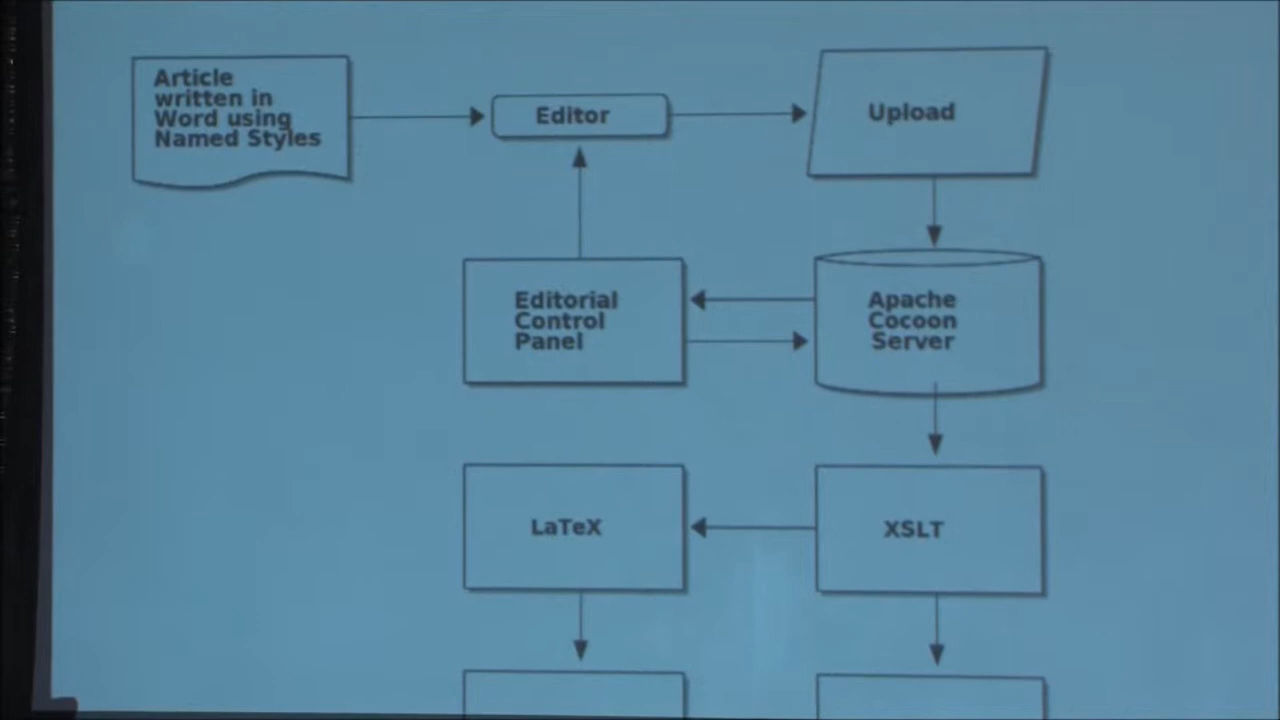 Article
written in
Word using
Named Styles
Editor
Upload
Editorial
Control
Panel
Apache
Cocoon
Server
LaTeX
XSLT